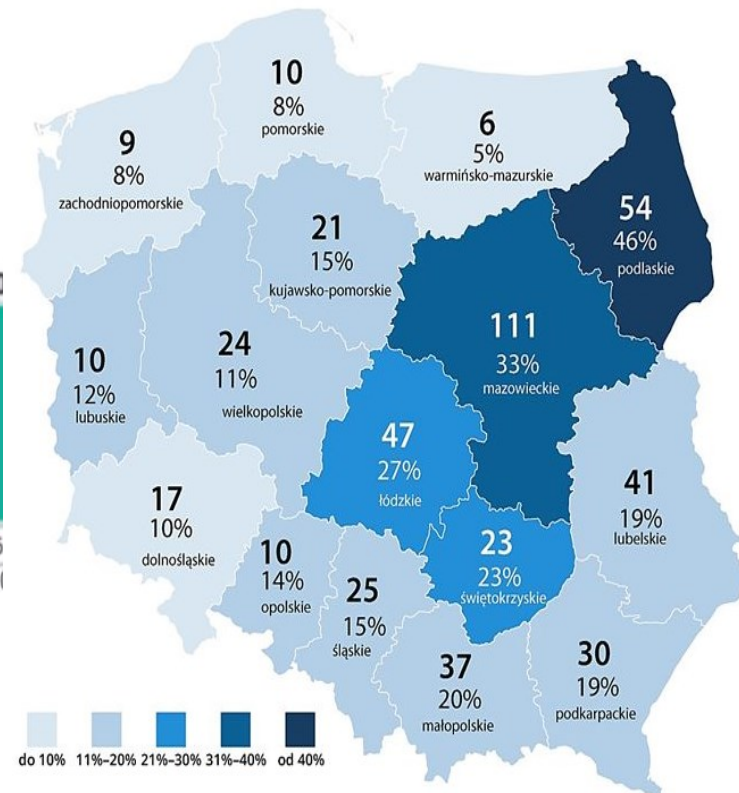 10
8%
pomorskie
6
5%
warmińsko-mazurskie
9
8%
zachodniopomorskie
54
46%
podlaskie
21
15%
kujawsko-pomorskie
111
33%
mazowieckie
24
11%
wielkopolskie
10
12%
lubuskie
47
27%
łódzkie
41
19%
lubelskie
17
10%
dolnośląskie
23
23%
świętokrzyskie
10
14%
opolskie
25
15%
śląskie
30
19%
podkarpackie
37
20%
małopolskie
do 10% 11%–20% 21%–30% 31%–40% od 40%